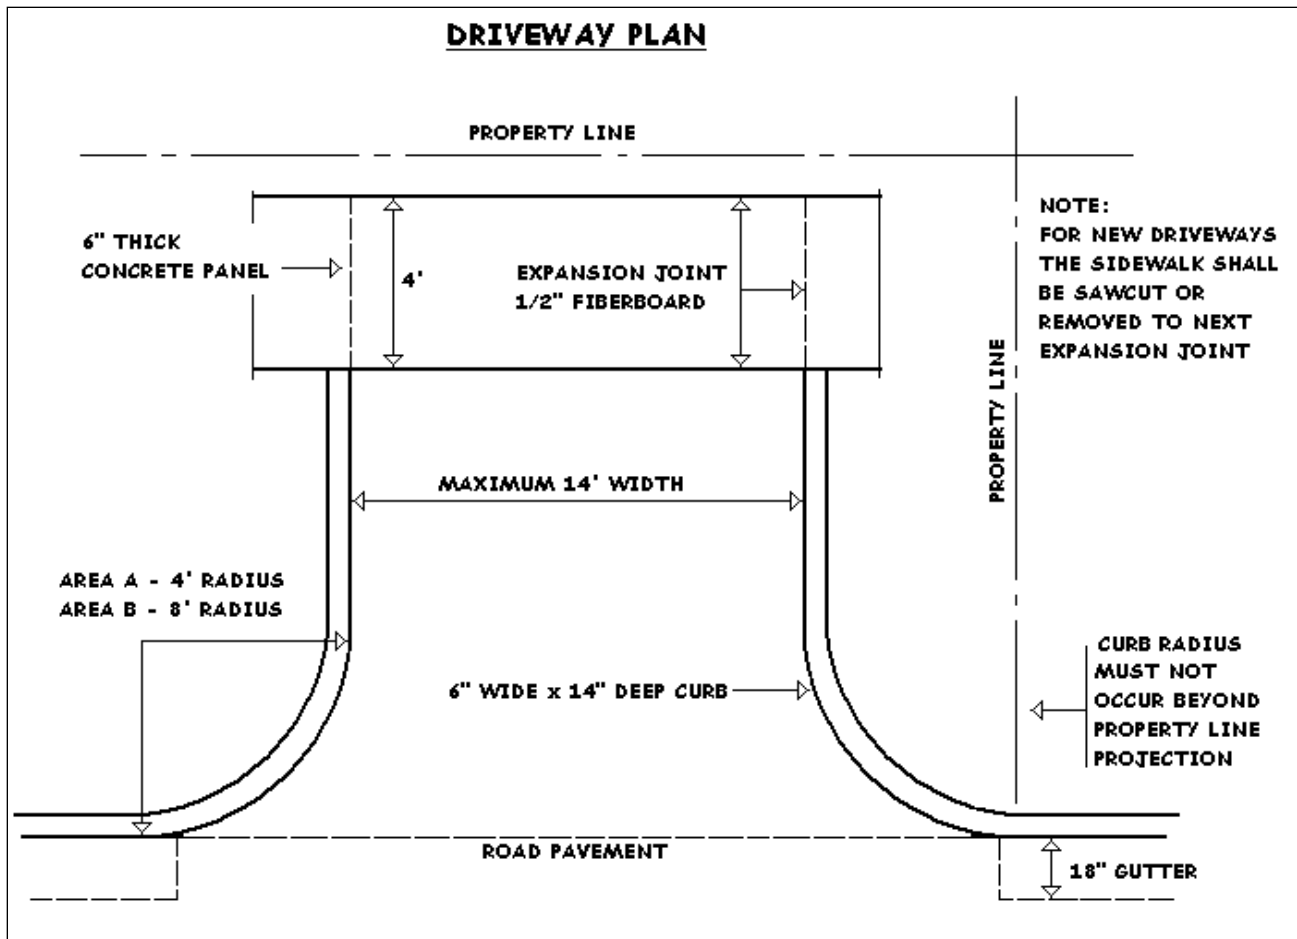 DRIVEWAY PLAN
PROPERTY LINE
NOTE:
FOR NEW DRIVEWAYS
THE SIDEWALK SHALL
BE SAWCUT OR
REMOVED TO NEXT
EXPANSION JOINT
6" THICK
CONCRETE PANEL
4'
EXPANSION JOINT
1/2" FIBERBOARD
PROPERTY LINE
MAXIMUM 14' WIDTH
AREA A - 4' RADIUS
AREA B - 8' RADIUS
6" WIDE x 14" DEEP CURB
CURB RADIUS
MUST NOT
OCCUR BEYOND
PROPERTY LINE
PROJECTION
ROAD PAVEMENT
18" GUTTER